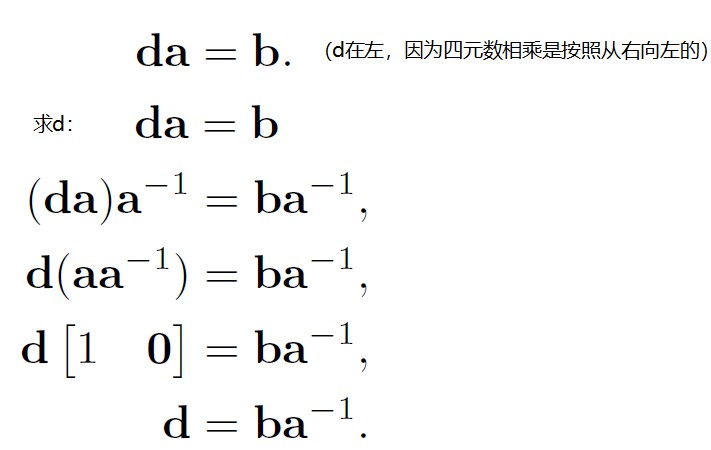 da = b. （d在左，因为四元数相乘是按照从右向左的）
求d： da = b
(da)a⁻¹ = ba⁻¹,
d(aa⁻¹) = ba⁻¹,
d [1 0] = ba⁻¹,
d = ba⁻¹.